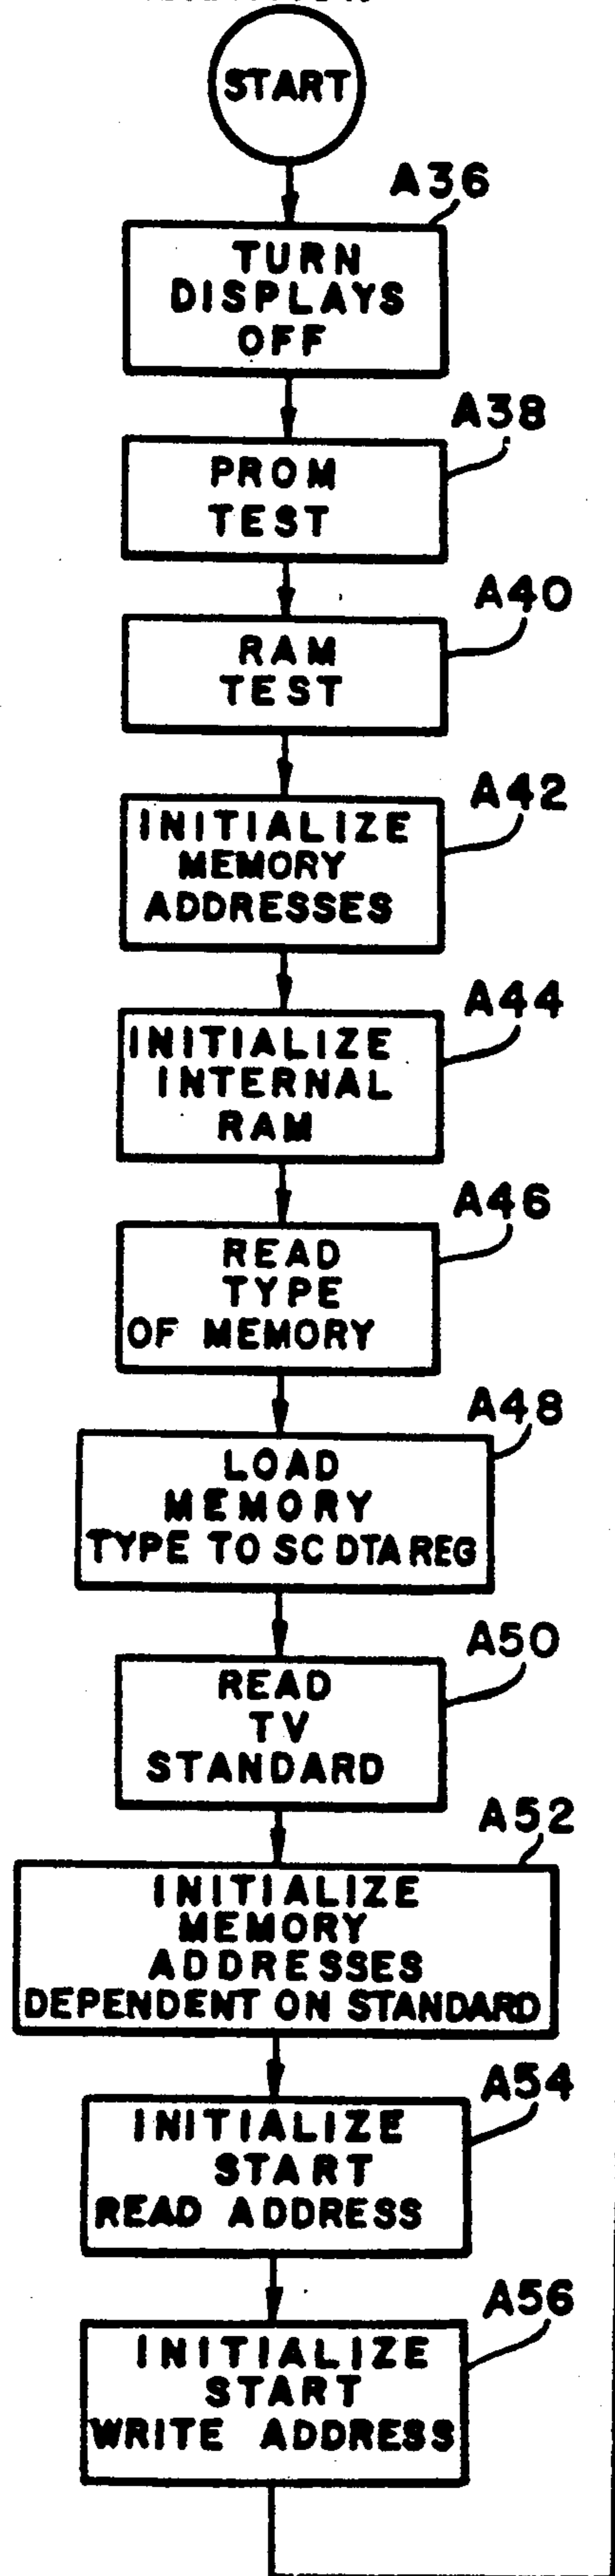 START
A36
TURN
DISPLAYS
OFF
A38
PROM
TEST
A40
RAM
TEST
A42
INITIALIZE
MEMORY
ADDRESSES
A44
INITIALIZE
INTERNAL
RAM
A46
READ
TYPE
OF MEMORY
A48
LOAD
MEMORY
TYPE TO SC DTA REG
A50
READ
TV
STANDARD
A52
INITIALIZE
MEMORY
ADDRESSES
DEPENDENT ON STANDARD
A54
INITIALIZE
START
READ ADDRESS
A56
INITIALIZE
START
WRITE ADDRESS